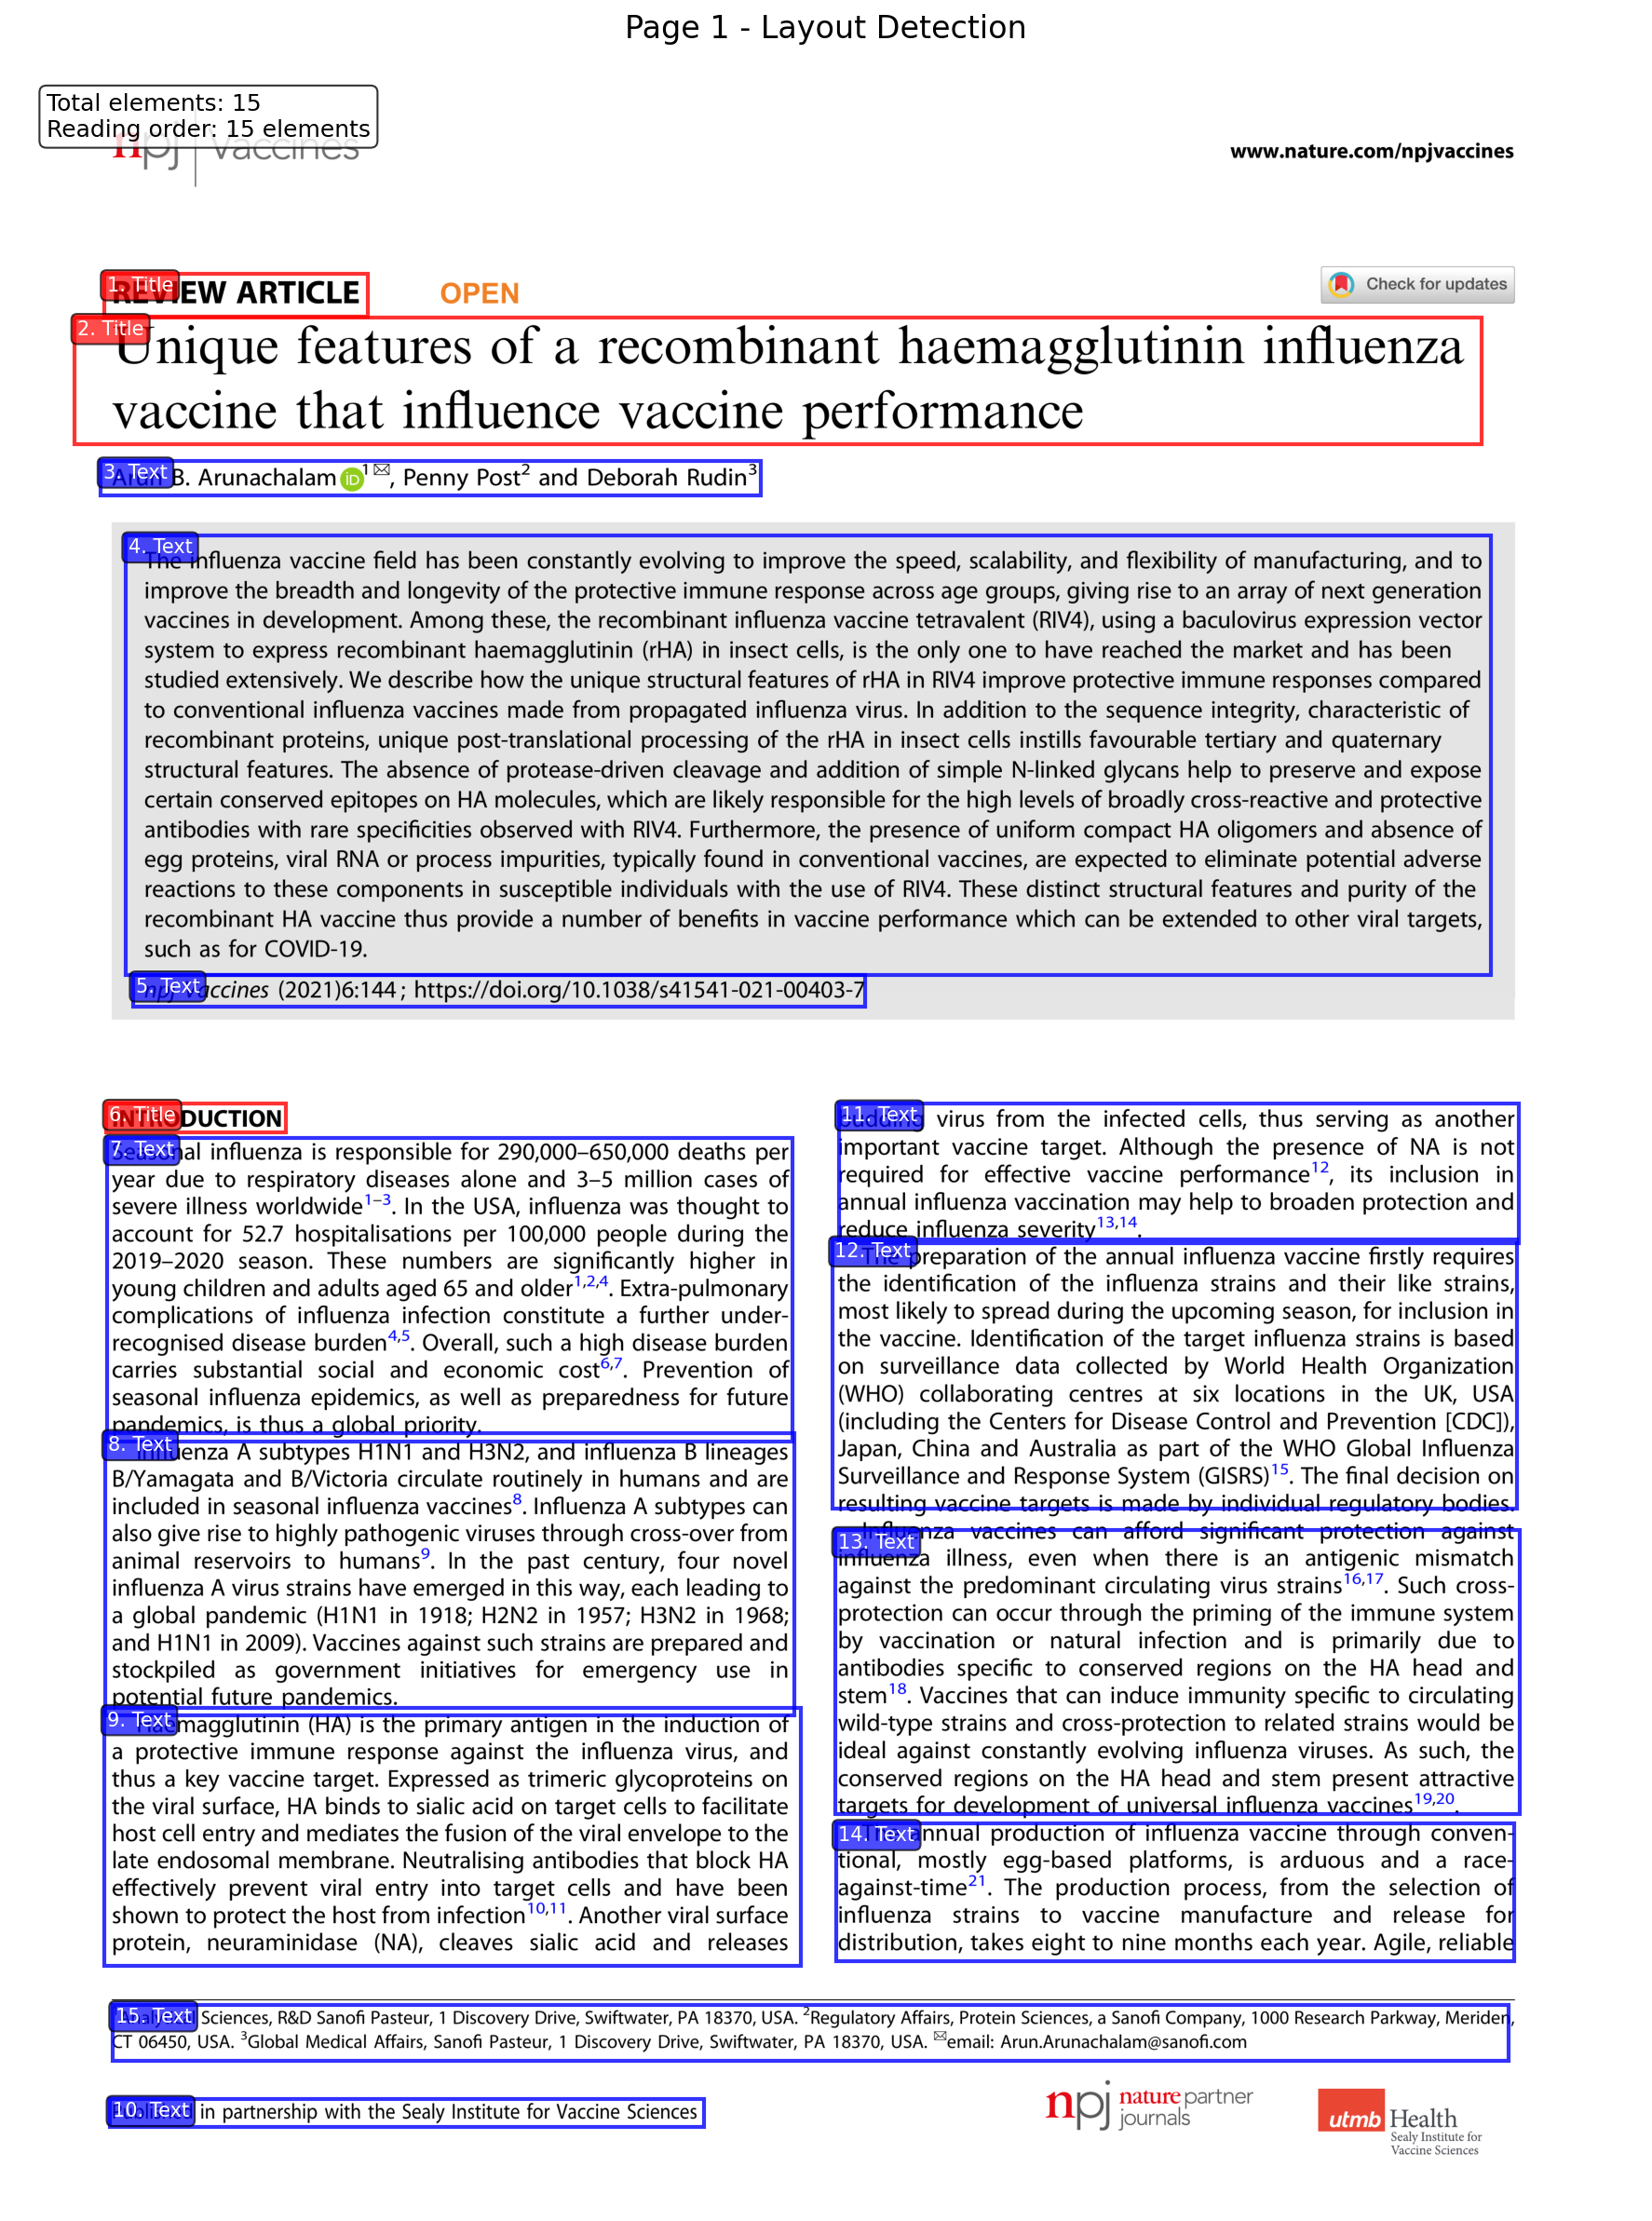 Page 1 - Layout Detection
Total elements: 15
Reading order: 15 elements
npj vaccines
www.nature.com/npjvaccines
1. Title
REVIEW ARTICLE
OPEN
Check for updates
2. Title
Unique features of a recombinant haemagglutinin influenza
vaccine that influence vaccine performance
3. Text
Arun B. Arunachalam iD 1✉, Penny Post2 and Deborah Rudin3
4. Text
The influenza vaccine field has been constantly evolving to improve the speed, scalability, and flexibility of manufacturing, and to
improve the breadth and longevity of the protective immune response across age groups, giving rise to an array of next generation
vaccines in development. Among these, the recombinant influenza vaccine tetravalent (RIV4), using a baculovirus expression vector
system to express recombinant haemagglutinin (rHA) in insect cells, is the only one to have reached the market and has been
studied extensively. We describe how the unique structural features of rHA in RIV4 improve protective immune responses compared
to conventional influenza vaccines made from propagated influenza virus. In addition to the sequence integrity, characteristic of
recombinant proteins, unique post-translational processing of the rHA in insect cells instills favourable tertiary and quaternary
structural features. The absence of protease-driven cleavage and addition of simple N-linked glycans help to preserve and expose
certain conserved epitopes on HA molecules, which are likely responsible for the high levels of broadly cross-reactive and protective
antibodies with rare specificities observed with RIV4. Furthermore, the presence of uniform compact HA oligomers and absence of
egg proteins, viral RNA or process impurities, typically found in conventional vaccines, are expected to eliminate potential adverse
reactions to these components in susceptible individuals with the use of RIV4. These distinct structural features and purity of the
recombinant HA vaccine thus provide a number of benefits in vaccine performance which can be extended to other viral targets,
such as for COVID-19.
5. Text
npj Vaccines (2021)6:144 ; https://doi.org/10.1038/s41541-021-00403-7
6. Title
INTRODUCTION
7. Text
Seasonal influenza is responsible for 290,000–650,000 deaths per
year due to respiratory diseases alone and 3–5 million cases of
severe illness worldwide1–3. In the USA, influenza was thought to
account for 52.7 hospitalisations per 100,000 people during the
2019–2020 season. These numbers are significantly higher in
young children and adults aged 65 and older1,2,4. Extra-pulmonary
complications of influenza infection constitute a further under-
recognised disease burden4,5. Overall, such a high disease burden
carries substantial social and economic cost6,7. Prevention of
seasonal influenza epidemics, as well as preparedness for future
pandemics, is thus a global priority.
8. Text
Influenza A subtypes H1N1 and H3N2, and influenza B lineages
B/Yamagata and B/Victoria circulate routinely in humans and are
included in seasonal influenza vaccines8. Influenza A subtypes can
also give rise to highly pathogenic viruses through cross-over from
animal reservoirs to humans9. In the past century, four novel
influenza A virus strains have emerged in this way, each leading to
a global pandemic (H1N1 in 1918; H2N2 in 1957; H3N2 in 1968;
and H1N1 in 2009). Vaccines against such strains are prepared and
stockpiled as government initiatives for emergency use in
potential future pandemics.
9. Text
Haemagglutinin (HA) is the primary antigen in the induction of
a protective immune response against the influenza virus, and
thus a key vaccine target. Expressed as trimeric glycoproteins on
the viral surface, HA binds to sialic acid on target cells to facilitate
host cell entry and mediates the fusion of the viral envelope to the
late endosomal membrane. Neutralising antibodies that block HA
effectively prevent viral entry into target cells and have been
shown to protect the host from infection10,11. Another viral surface
protein, neuraminidase (NA), cleaves sialic acid and releases
11. Text
budding virus from the infected cells, thus serving as another
important vaccine target. Although the presence of NA is not
required for effective vaccine performance12, its inclusion in
annual influenza vaccination may help to broaden protection and
reduce influenza severity13,14.
12. Text
The preparation of the annual influenza vaccine firstly requires
the identification of the influenza strains and their like strains,
most likely to spread during the upcoming season, for inclusion in
the vaccine. Identification of the target influenza strains is based
on surveillance data collected by World Health Organization
(WHO) collaborating centres at six locations in the UK, USA
(including the Centers for Disease Control and Prevention [CDC]),
Japan, China and Australia as part of the WHO Global Influenza
Surveillance and Response System (GISRS)15. The final decision on
resulting vaccine targets is made by individual regulatory bodies.
13. Text
Influenza vaccines can afford significant protection against
influenza illness, even when there is an antigenic mismatch
against the predominant circulating virus strains16,17. Such cross-
protection can occur through the priming of the immune system
by vaccination or natural infection and is primarily due to
antibodies specific to conserved regions on the HA head and
stem18. Vaccines that can induce immunity specific to circulating
wild-type strains and cross-protection to related strains would be
ideal against constantly evolving influenza viruses. As such, the
conserved regions on the HA head and stem present attractive
targets for development of universal influenza vaccines19,20.
14. Text
The annual production of influenza vaccine through conven-
tional, mostly egg-based platforms, is arduous and a race-
against-time21. The production process, from the selection of
influenza strains to vaccine manufacture and release for
distribution, takes eight to nine months each year. Agile, reliable
15. Text
Sciences, R&D Sanofi Pasteur, 1 Discovery Drive, Swiftwater, PA 18370, USA. 2Regulatory Affairs, Protein Sciences, a Sanofi Company, 1000 Research Parkway, Meriden,
CT 06450, USA. 3Global Medical Affairs, Sanofi Pasteur, 1 Discovery Drive, Swiftwater, PA 18370, USA. ✉email: Arun.Arunachalam@sanofi.com
10. Text
Published in partnership with the Sealy Institute for Vaccine Sciences
npj nature partner
journals
utmb Health
Sealy Institute for
Vaccine Sciences